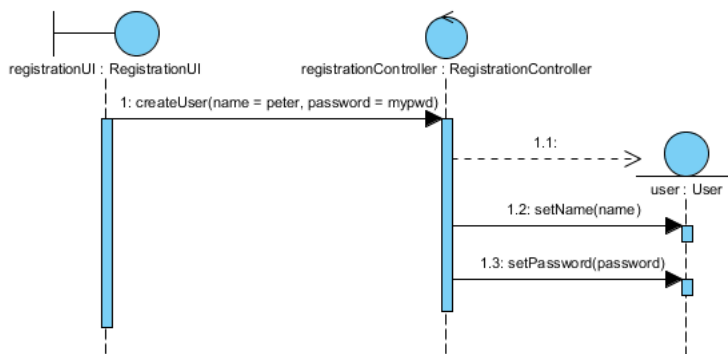 registrationUI : RegistrationUI
registrationController : RegistrationController
1: createUser(name = peter, password = mypwd)
1.1:
user : User
1.2: setName(name)
1.3: setPassword(password)